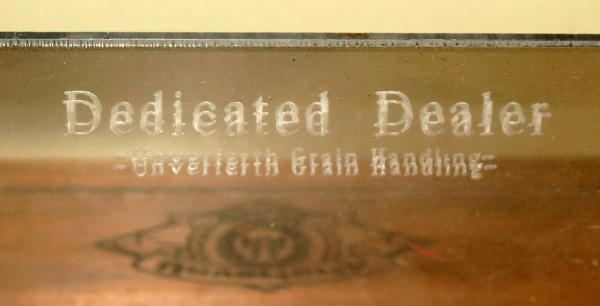 Dedicated Dealer
-Unverferth Grain Handling-